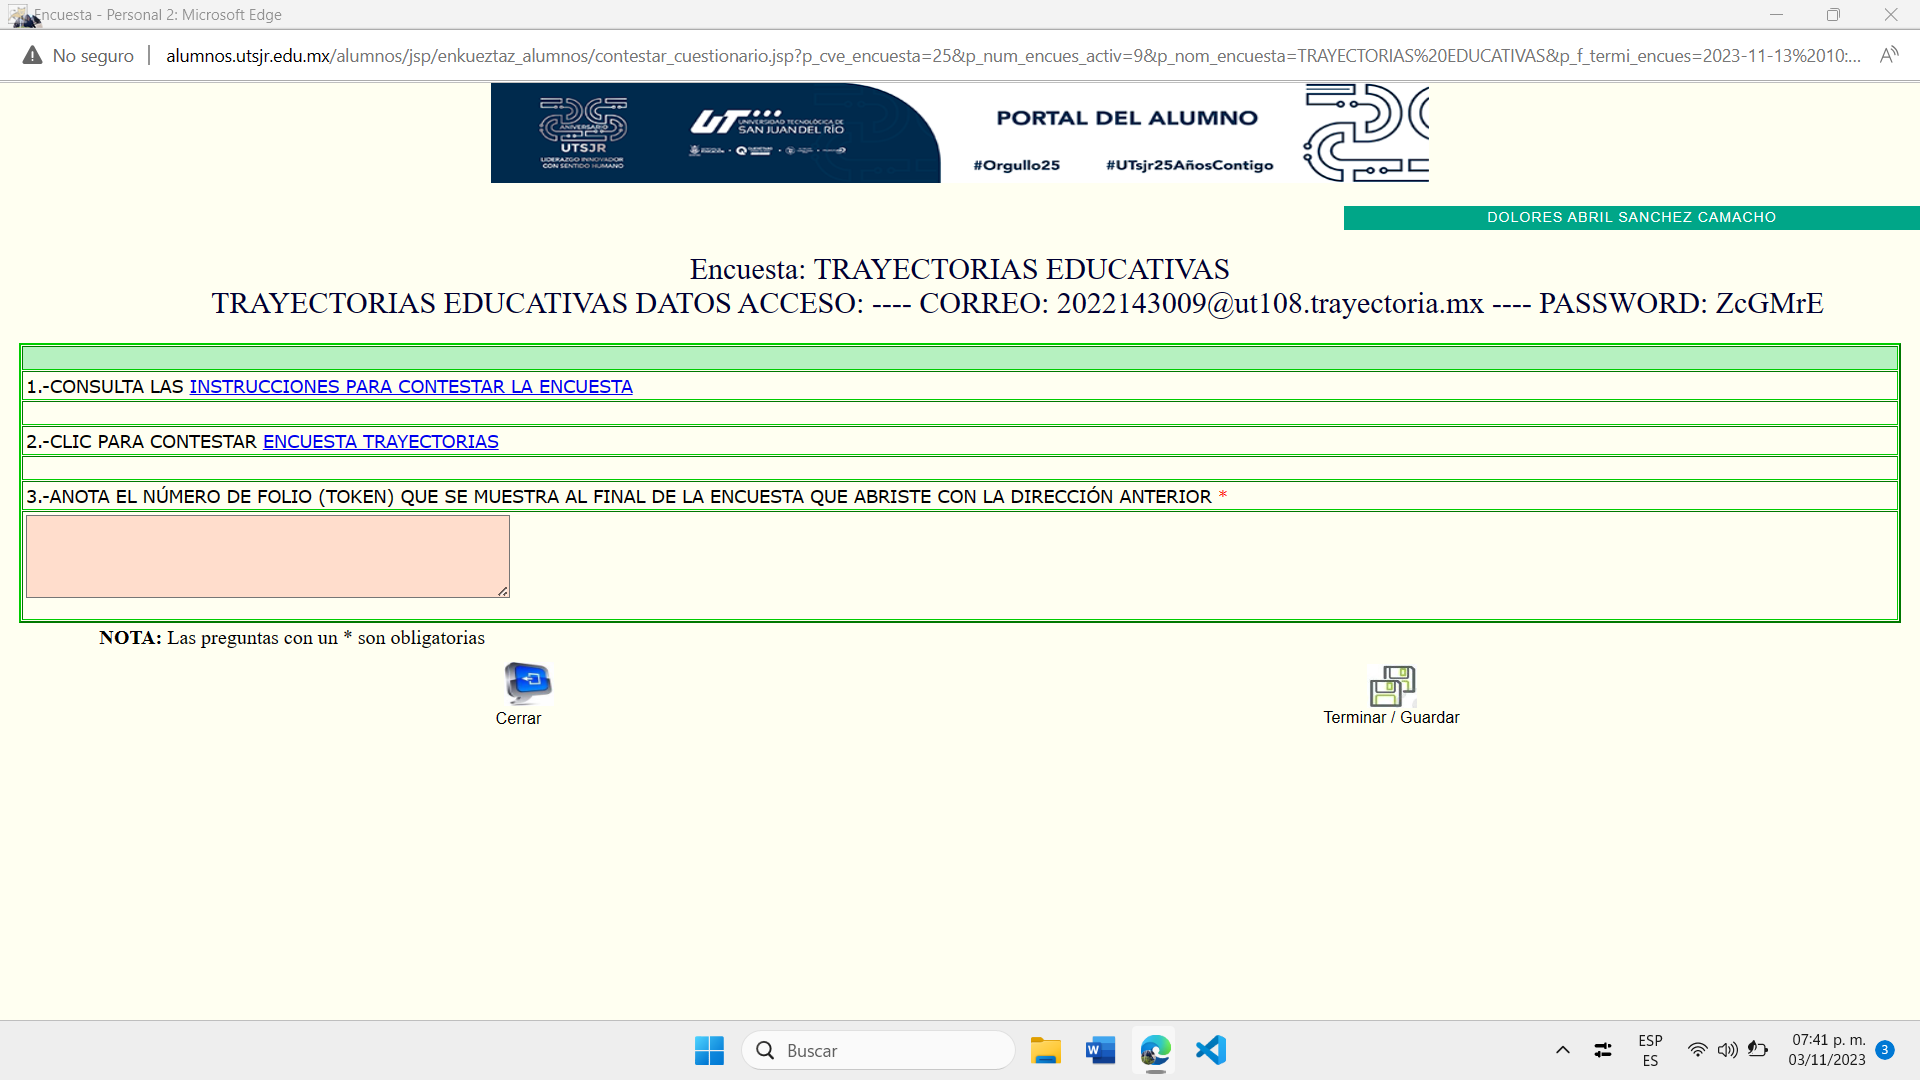 Encuesta - Personal 2: Microsoft Edge
No seguro
alumnos.utsjr.edu.mx/alumnos/jsp/enkueztaz_alumnos/contestar_cuestionario.jsp?p_cve_encuesta=25&p_num_encues_activ=9&p_nom_encuesta=TRAYECTORIAS%20EDUCATIVAS&p_f_termi_encues=2023-11-13%2010:...
ANIVERSARIO
UTSJR
LIDERAZGO INNOVADOR
CON SENTIDO HUMANO
UT
UNIVERSIDAD TECNOLÓGICA DE
SAN JUAN DEL RÍO
PORTAL DEL ALUMNO
#Orgullo25 #UTsjr25AñosContigo
DOLORES ABRIL SANCHEZ CAMACHO
Encuesta: TRAYECTORIAS EDUCATIVAS
TRAYECTORIAS EDUCATIVAS DATOS ACCESO: ---- CORREO: 2022143009@ut108.trayectoria.mx ---- PASSWORD: ZcGMrE
1.-CONSULTA LAS INSTRUCCIONES PARA CONTESTAR LA ENCUESTA
2.-CLIC PARA CONTESTAR ENCUESTA TRAYECTORIAS
3.-ANOTA EL NÚMERO DE FOLIO (TOKEN) QUE SE MUESTRA AL FINAL DE LA ENCUESTA QUE ABRISTE CON LA DIRECCIÓN ANTERIOR *
NOTA: Las preguntas con un * son obligatorias
Cerrar
Terminar / Guardar
Buscar
ESP
ES
07:41 p. m.
03/11/2023
3